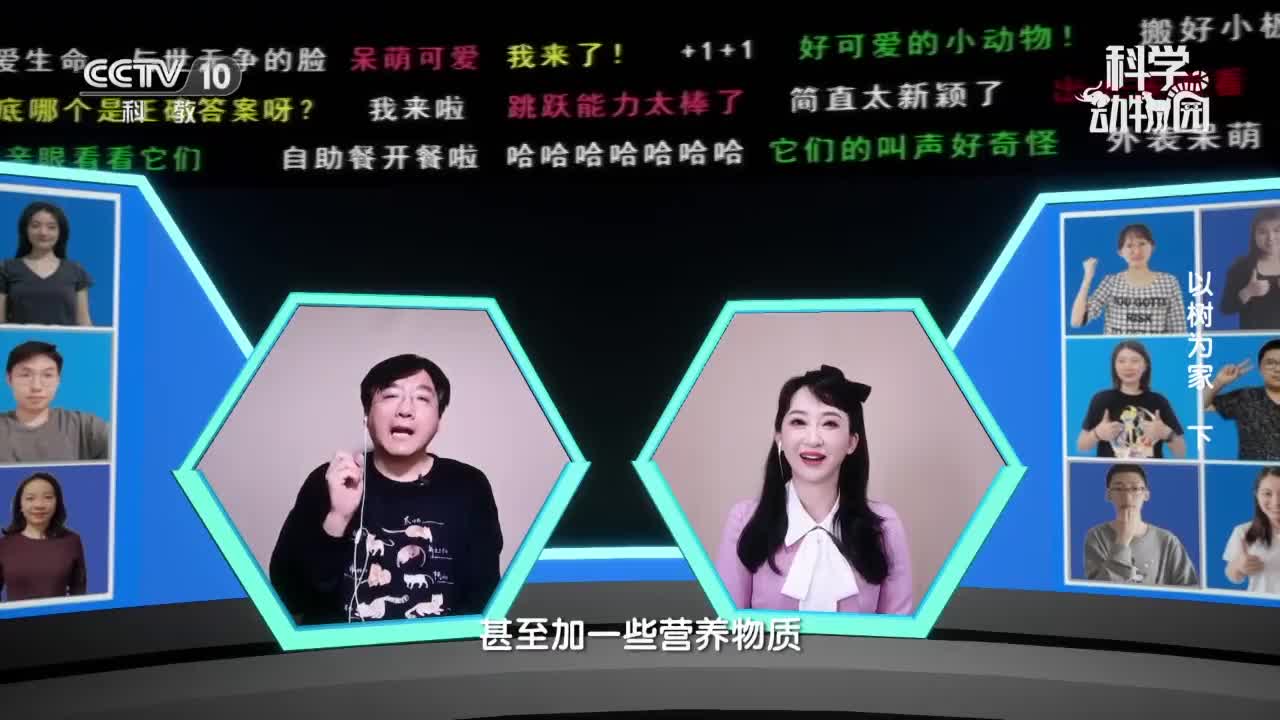 爱生命 与世无争的脸 呆萌可爱 我来了! +1+1 好可爱的小动物! 搬好小板
CCTV 10
科 教
科学动物园
底哪个是正确答案呀? 我来啦 跳跃能力太棒了 简直太新颖了
亲眼看看它们 自助餐开餐啦 哈哈哈哈哈哈哈 它们的叫声好奇怪 外表呆萌
以树为家 下
甚至加一些营养物质